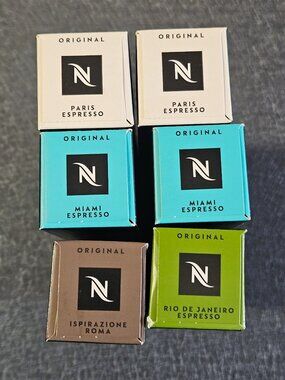 ORIGINAL
N
PARIS
ESPRESSO
ORIGINAL
N
PARIS
ESPRESSO
ORIGINAL
N
MIAMI
ESPRESSO
ORIGINAL
N
MIAMI
ESPRESSO
ORIGINAL
N
ISPIRAZIONE
ROMA
ORIGINAL
N
RIO DE JANEIRO
ESPRESSO